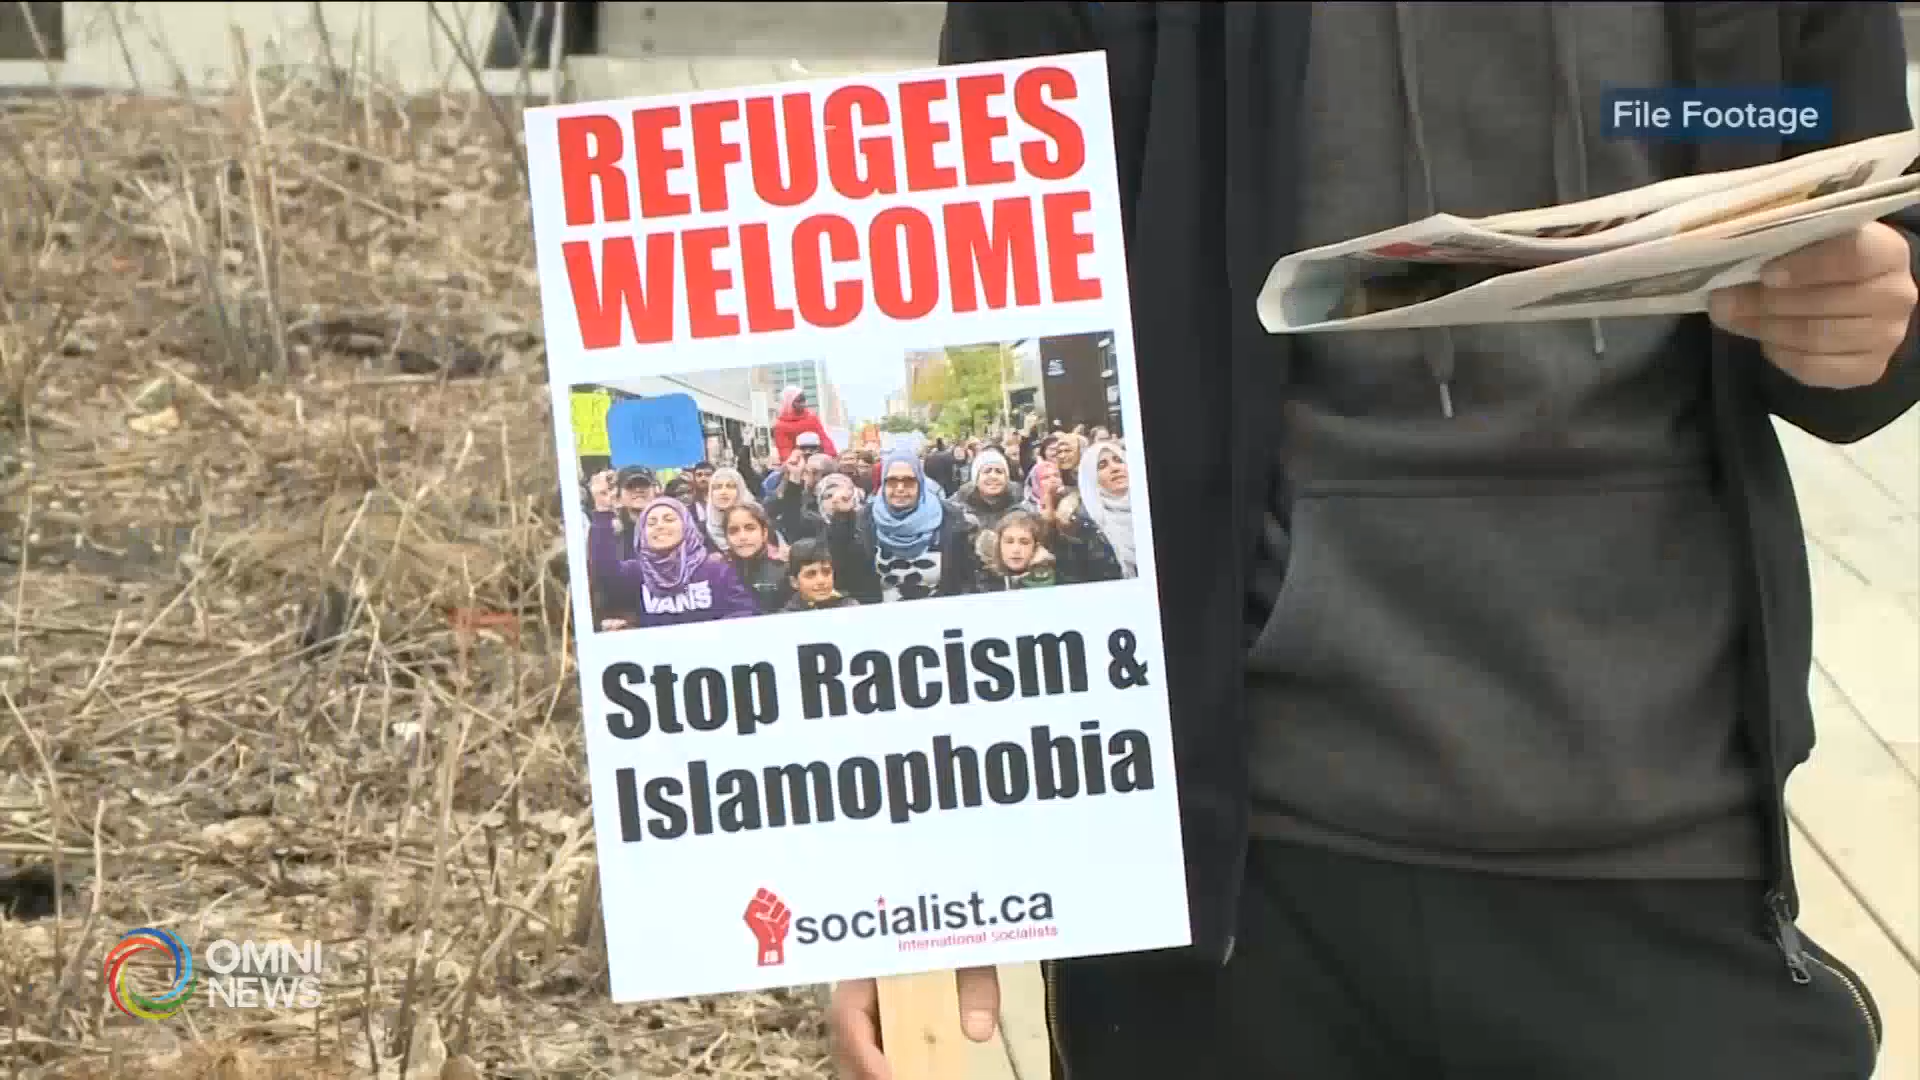 File Footage
REFUGEES
WELCOME
VANS
Stop Racism &
Islamophobia
socialist.ca
International Socialists
OMNI
NEWS